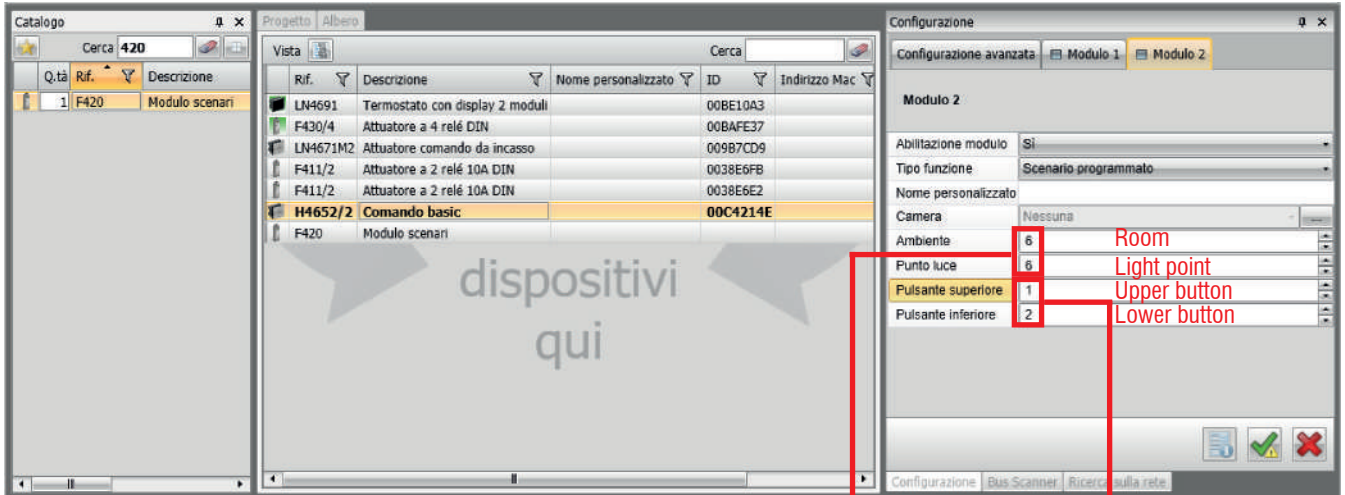 Catalogo
Cerca 420
Q.tà Rif. Descrizione
1 F420 Modulo scenari
Progetto Albero
Vista Cerca
Rif. Descrizione Nome personalizzato ID Indirizzo Mac
LN4691 Termostato con display 2 moduli 00BE10A3
F430/4 Attuatore a 4 relé DIN 00BAFE37
LN4671M2 Attuatore comando da incasso 009B7CD9
F411/2 Attuatore a 2 relé 10A DIN 0038E6FB
F411/2 Attuatore a 2 relé 10A DIN 0038E6E2
H4652/2 Comando basic 00C4214E
F420 Modulo scenari
dispositivi
qui
Configurazione
Configurazione avanzata Modulo 1 Modulo 2
Modulo 2
Abilitazione modulo Si
Tipo funzione Scenario programmato
Nome personalizzato
Camera Nessuna ...
Ambiente 6 Room
Punto luce 6 Light point
Pulsante superiore 1 Upper button
Pulsante inferiore 2 Lower button
Configurazione Bus Scanner Ricerca sulla rete